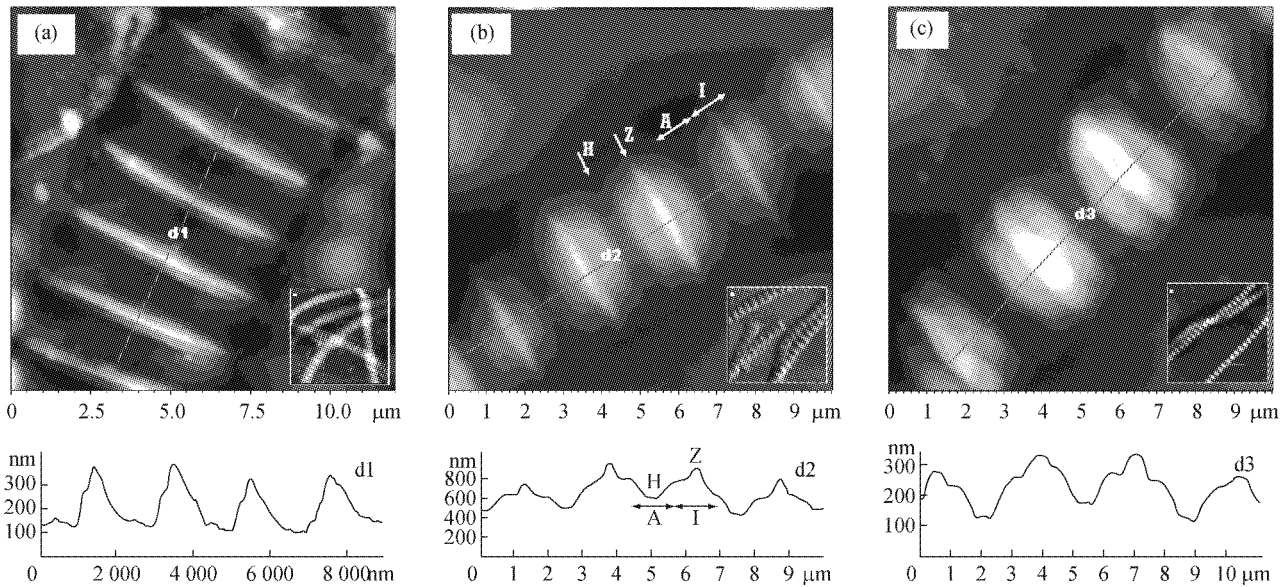 (a)
(b)
(c)
I
A
Z
H
d1
d2
d3
0 2.5 5.0 7.5 10.0 μm
0 1 2 3 4 5 6 7 8 9 μm
0 1 2 3 4 5 6 7 8 9 μm
nm
300
200
100
d1
0 2 000 4 000 6 000 8 000nm
nm
800
600
400
200
H
Z
A
I
d2
0 1 2 3 4 5 6 7 8 9 μm
nm
300
200
100
d3
0 1 2 3 4 5 6 7 8 9 10 μm